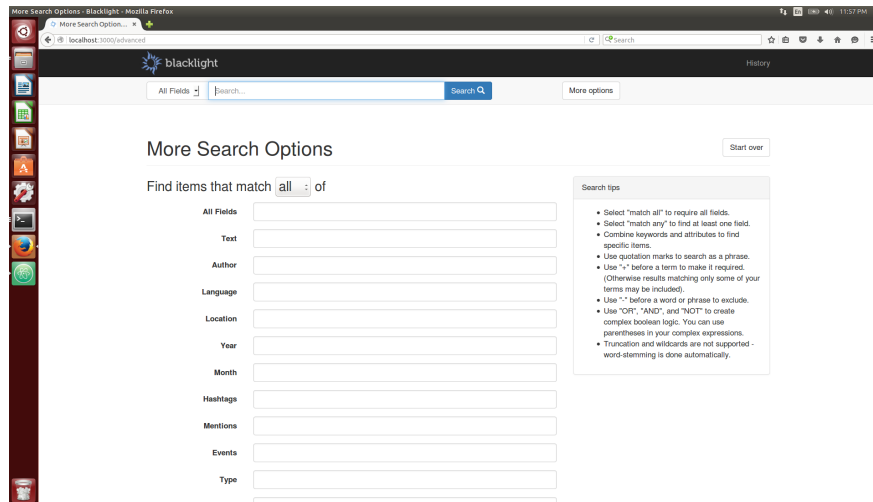 More Search Options - Blacklight - Mozilla Firefox
En
11:57 PM
More Search Option...
localhost:3000/advanced
Search
blacklight
History
All Fields
Search...
Search
More options
More Search Options
Start over
Find items that match all of
All Fields
Text
Author
Language
Location
Year
Month
Hashtags
Mentions
Events
Type
Search tips
Select "match all" to require all fields.
Select "match any" to find at least one field.
Combine keywords and attributes to find
specific items.
Use quotation marks to search as a phrase.
Use "+" before a term to make it required.
(Otherwise results matching only some of your
terms may be included).
Use "-" before a word or phrase to exclude.
Use "OR", "AND", and "NOT" to create
complex boolean logic. You can use
parentheses in your complex expressions.
Truncation and wildcards are not supported -
word-stemming is done automatically.